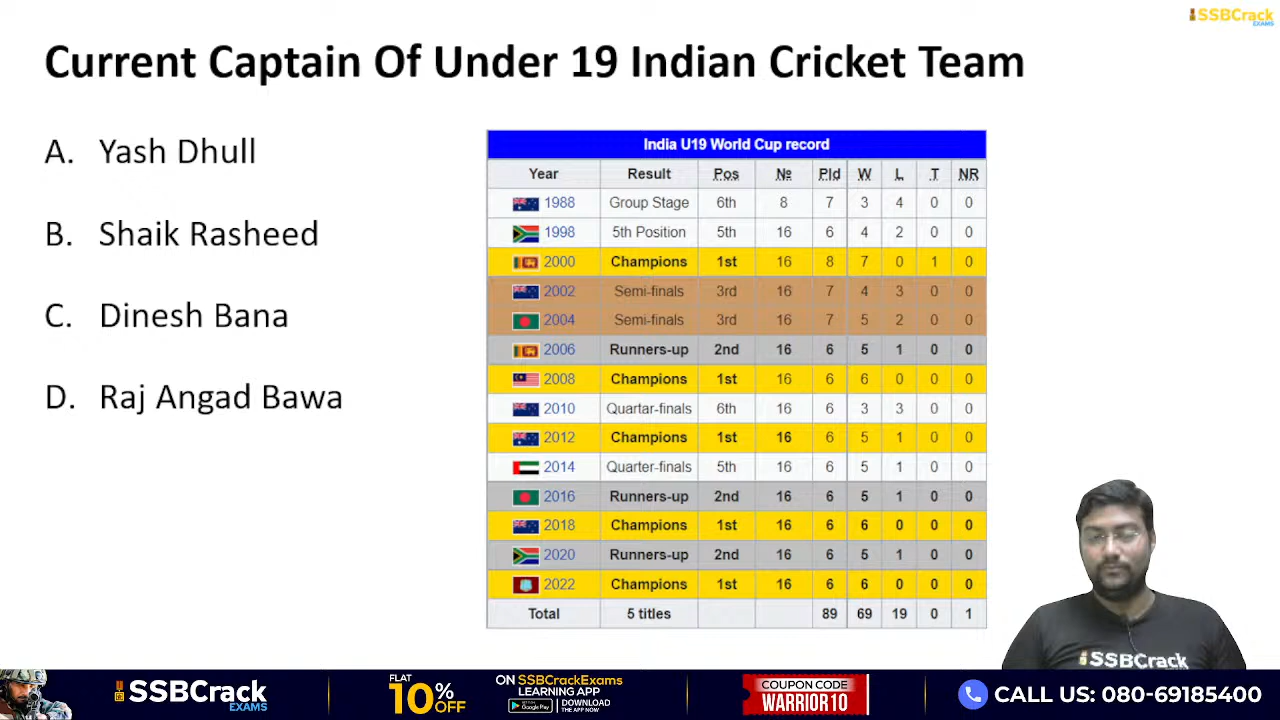 SSBCrack
EXAMS
Current Captain Of Under 19 Indian Cricket Team
A. Yash Dhull
B. Shaik Rasheed
C. Dinesh Bana
D. Raj Angad Bawa
India U19 World Cup record
Year Result Pos № Pld W L T NR
1988 Group Stage 6th 8 7 3 4 0 0
1998 5th Position 5th 16 6 4 2 0 0
2000 Champions 1st 16 8 7 0 1 0
2002 Semi-finals 3rd 16 7 4 3 0 0
2004 Semi-finals 3rd 16 7 5 2 0 0
2006 Runners-up 2nd 16 6 5 1 0 0
2008 Champions 1st 16 6 6 0 0 0
2010 Quartar-finals 6th 16 6 3 3 0 0
2012 Champions 1st 16 6 5 1 0 0
2014 Quarter-finals 5th 16 6 5 1 0 0
2016 Runners-up 2nd 16 6 5 1 0 0
2018 Champions 1st 16 6 6 0 0 0
2020 Runners-up 2nd 16 6 5 1 0 0
2022 Champions 1st 16 6 6 0 0 0
Total 5 titles 89 69 19 0 1
SSBCrack
SSBCrack
EXAMS
FLAT
10% OFF
ON SSBCrackExams
LEARNING APP
Google Play
DOWNLOAD
THE APP NOW
COUPON CODE
WARRIOR10
CALL US: 080-69185400